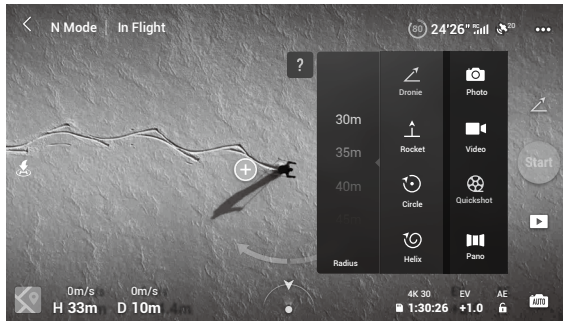 N Mode In Flight
80 24'26" RC 20
?
Dronie Photo
30m
35m Rocket Video
Start
40m
Circle Quickshot
Radius Helix Pano
0m/s 0m/s
H 33m D 10m
4K 30 EV AE
1:30:26 +1.0
AUTO